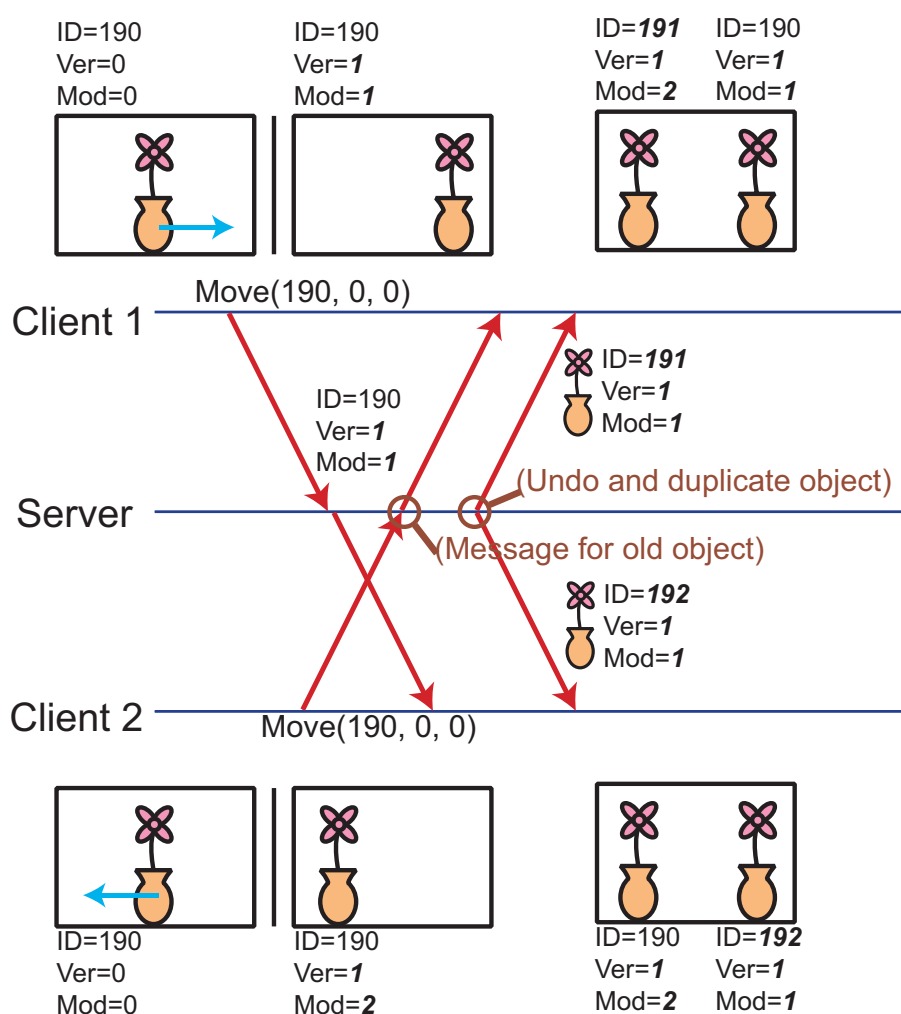 ID=190
Ver=0
Mod=0
ID=190
Ver=1
Mod=1
ID=191
Ver=1
Mod=2
ID=190
Ver=1
Mod=1
Move(190, 0, 0)
Client 1
ID=191
Ver=1
Mod=1
ID=190
Ver=1
Mod=1
(Undo and duplicate object)
Server
(Message for old object)
ID=192
Ver=1
Mod=1
Client 2
Move(190, 0, 0)
ID=190
Ver=0
Mod=0
ID=190
Ver=1
Mod=2
ID=190
Ver=1
Mod=2
ID=192
Ver=1
Mod=1